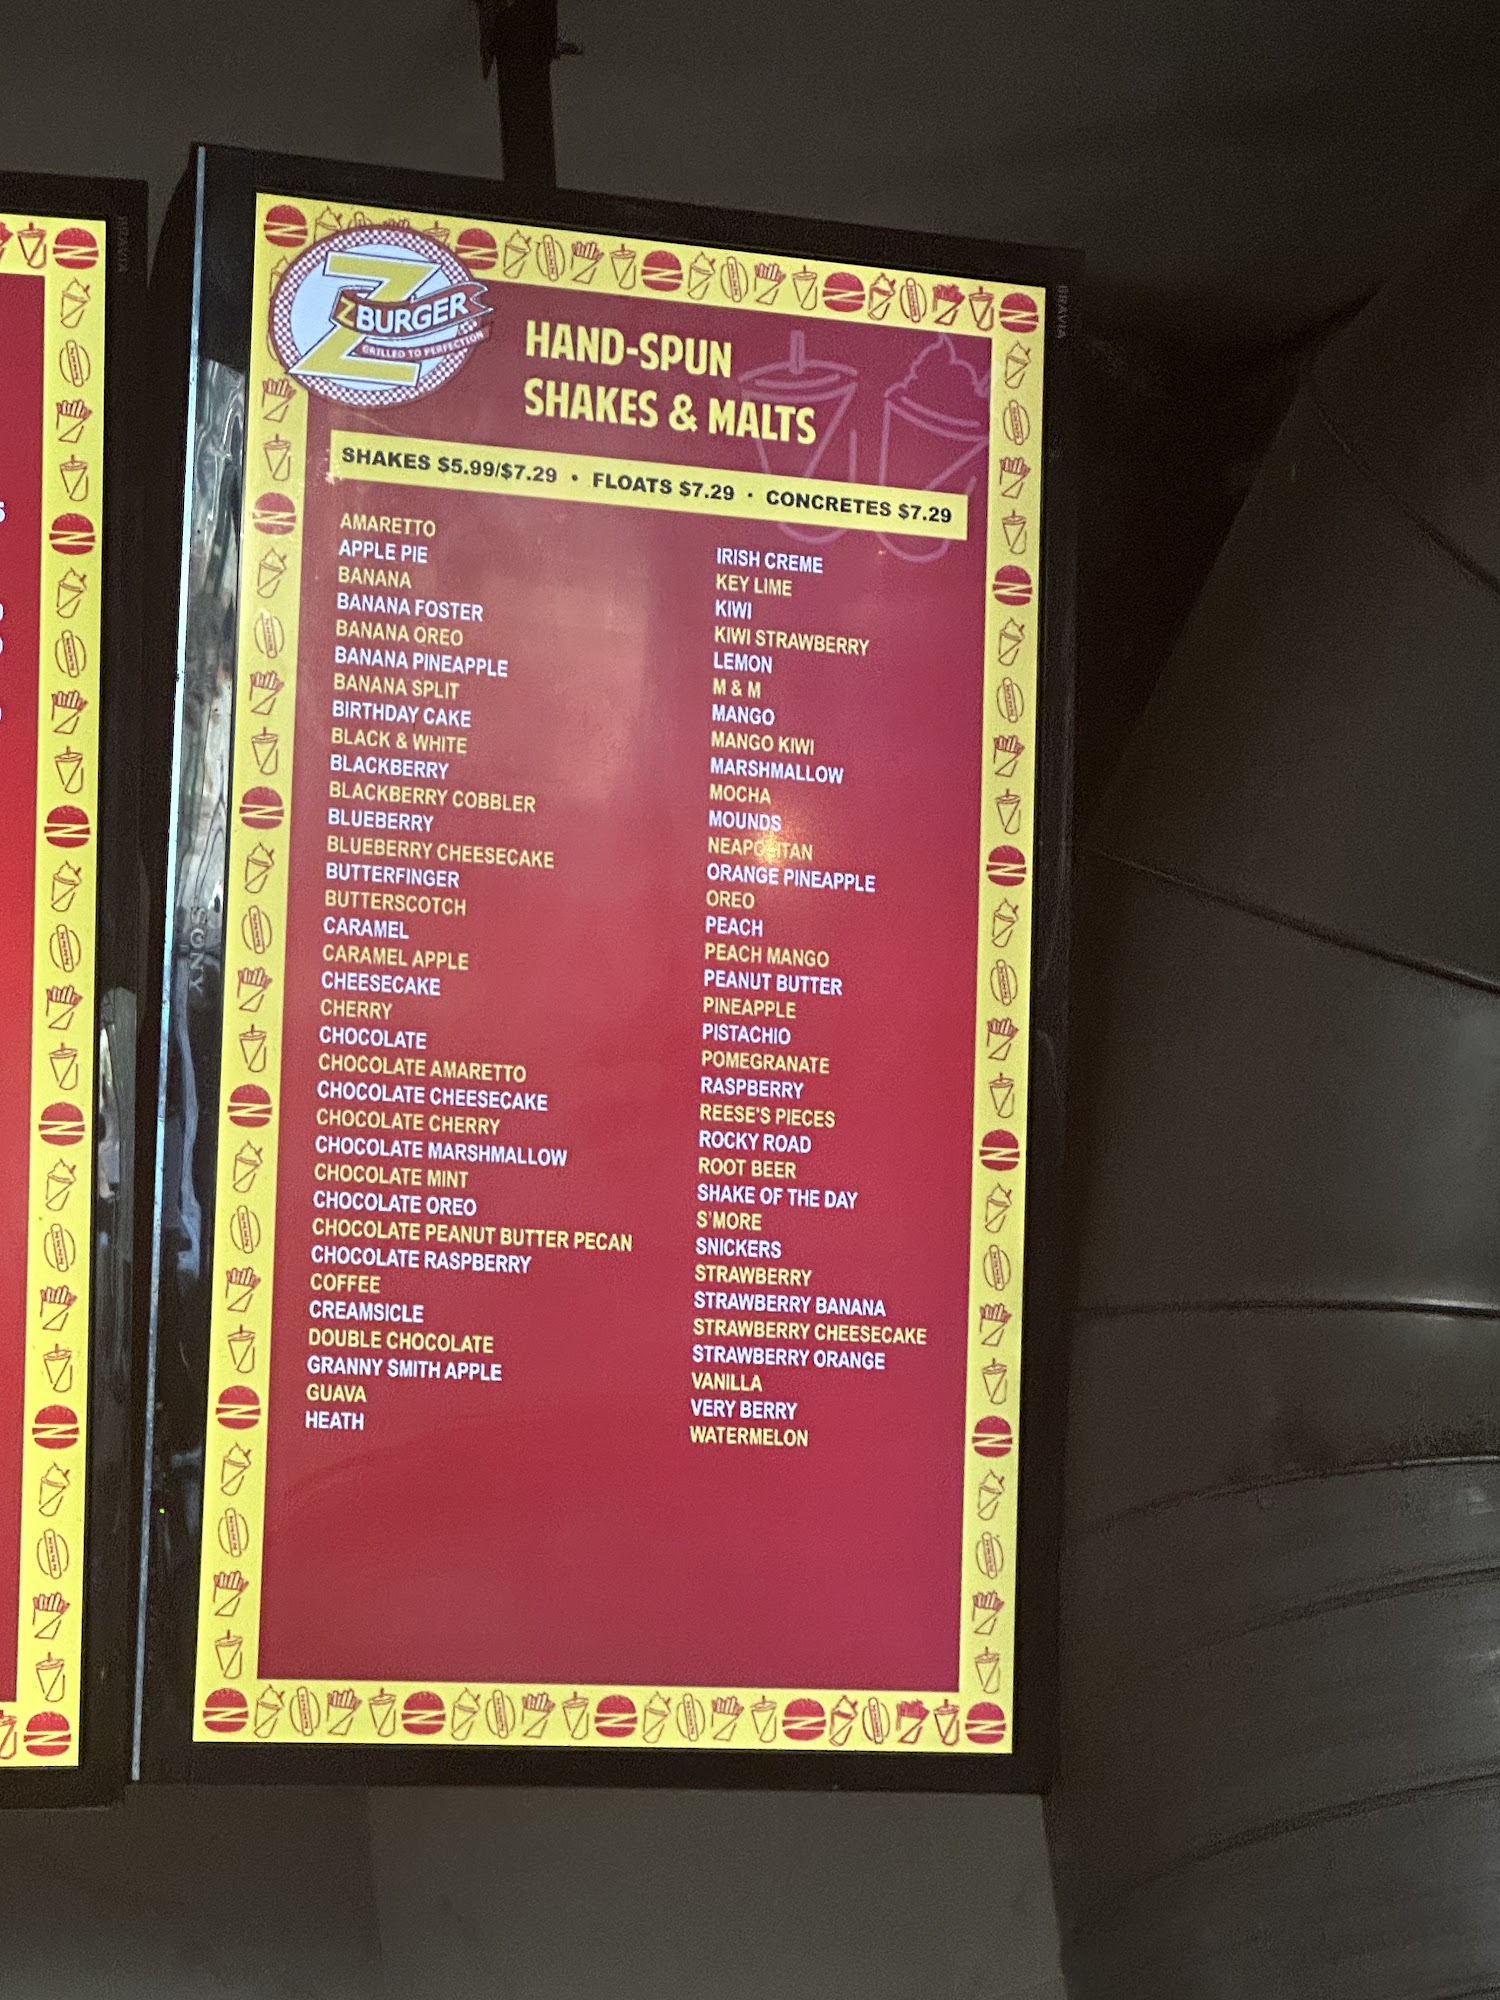 Z BURGER
GRILLED TO PERFECTION
HAND-SPUN
SHAKES & MALTS
SHAKES $5.99/$7.29 • FLOATS $7.29 • CONCRETES $7.29
AMARETTO
APPLE PIE
BANANA
BANANA FOSTER
BANANA OREO
BANANA PINEAPPLE
BANANA SPLIT
BIRTHDAY CAKE
BLACK & WHITE
BLACKBERRY
BLACKBERRY COBBLER
BLUEBERRY
BLUEBERRY CHEESECAKE
BUTTERFINGER
BUTTERSCOTCH
CARAMEL
CARAMEL APPLE
CHEESECAKE
CHERRY
CHOCOLATE
CHOCOLATE AMARETTO
CHOCOLATE CHEESECAKE
CHOCOLATE CHERRY
CHOCOLATE MARSHMALLOW
CHOCOLATE MINT
CHOCOLATE OREO
CHOCOLATE PEANUT BUTTER PECAN
CHOCOLATE RASPBERRY
COFFEE
CREAMSICLE
DOUBLE CHOCOLATE
GRANNY SMITH APPLE
GUAVA
HEATH
IRISH CREME
KEY LIME
KIWI
KIWI STRAWBERRY
LEMON
M & M
MANGO
MANGO KIWI
MARSHMALLOW
MOCHA
MOUNDS
NEAPOLITAN
ORANGE PINEAPPLE
OREO
PEACH
PEACH MANGO
PEANUT BUTTER
PINEAPPLE
PISTACHIO
POMEGRANATE
RASPBERRY
REESE'S PIECES
ROCKY ROAD
ROOT BEER
SHAKE OF THE DAY
S'MORE
SNICKERS
STRAWBERRY
STRAWBERRY BANANA
STRAWBERRY CHEESECAKE
STRAWBERRY ORANGE
VANILLA
VERY BERRY
WATERMELON
SONY
BRAVIA
BRAVIA